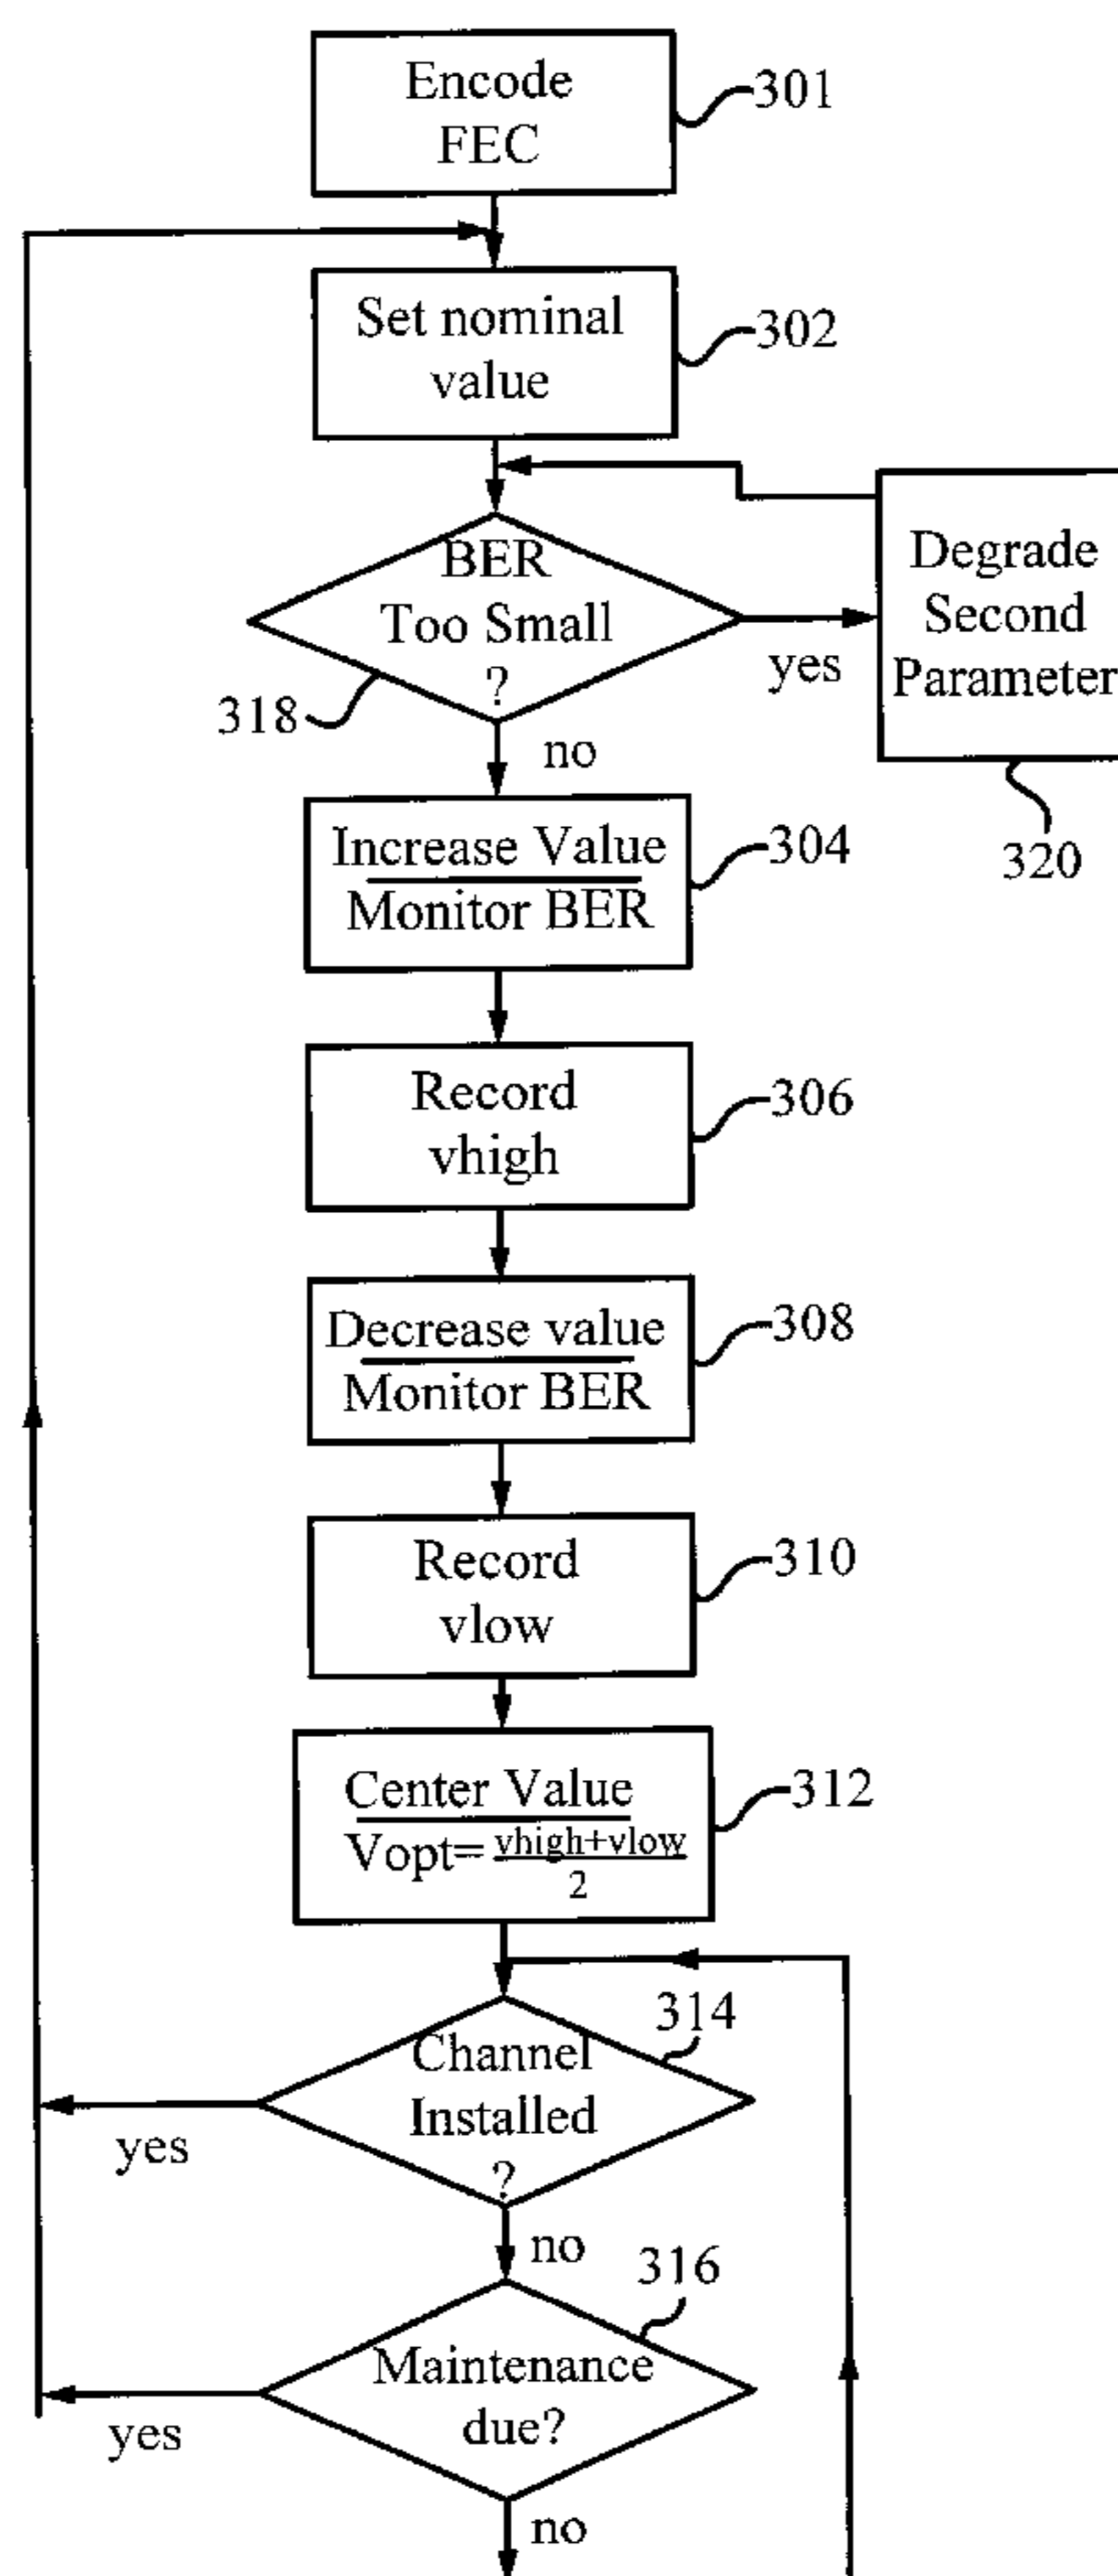 Encode
FEC
301
Set nominal
value
302
BER
Too Small
?
318
yes
no
Degrade
Second
Parameter
320
Increase Value
Monitor BER
304
Record
vhigh
306
Decrease value
Monitor BER
308
Record
vlow
310
Center Value
Vopt= vhigh+vlow
2
312
Channel
Installed
?
314
yes
no
Maintenance
due?
316
yes
no